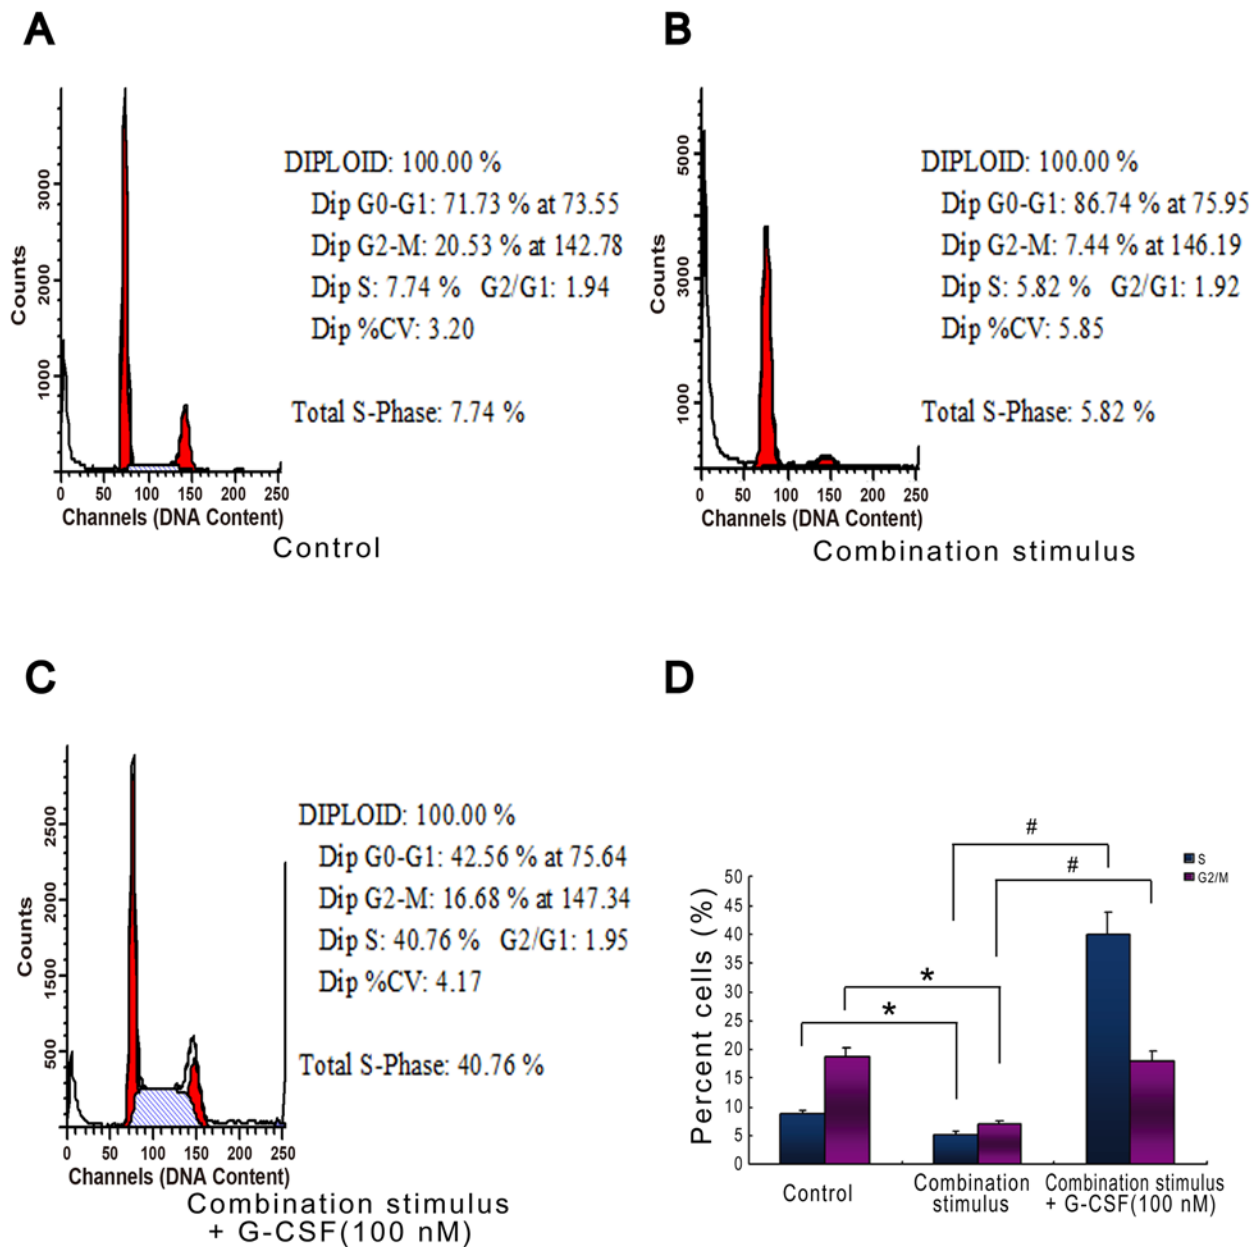 A
Counts
3000
2000
1000
0 50 100 150 200 250
Channels (DNA Content)
DIPLOID: 100.00 %
Dip G0-G1: 71.73 % at 73.55
Dip G2-M: 20.53 % at 142.78
Dip S: 7.74 % G2/G1: 1.94
Dip %CV: 3.20
Total S-Phase: 7.74 %
Control
B
Counts
5000
3000
1000
0 50 100 150 200 250
Channels (DNA Content)
DIPLOID: 100.00 %
Dip G0-G1: 86.74 % at 75.95
Dip G2-M: 7.44 % at 146.19
Dip S: 5.82 % G2/G1: 1.92
Dip %CV: 5.85
Total S-Phase: 5.82 %
Combination stimulus
C
Counts
2500
2000
1500
500
0 50 100 150 200 250
Channels (DNA Content)
DIPLOID: 100.00 %
Dip G0-G1: 42.56 % at 75.64
Dip G2-M: 16.68 % at 147.34
Dip S: 40.76 % G2/G1: 1.95
Dip %CV: 4.17
Total S-Phase: 40.76 %
Combination stimulus
+ G-CSF(100 nM)
D
Percent cells (%)
50
45
40
35
30
25
20
15
10
5
0
#
#
*
*
S
G2/M
Control
Combination
stimulus
Combination stimulus
+ G-CSF(100 nM)